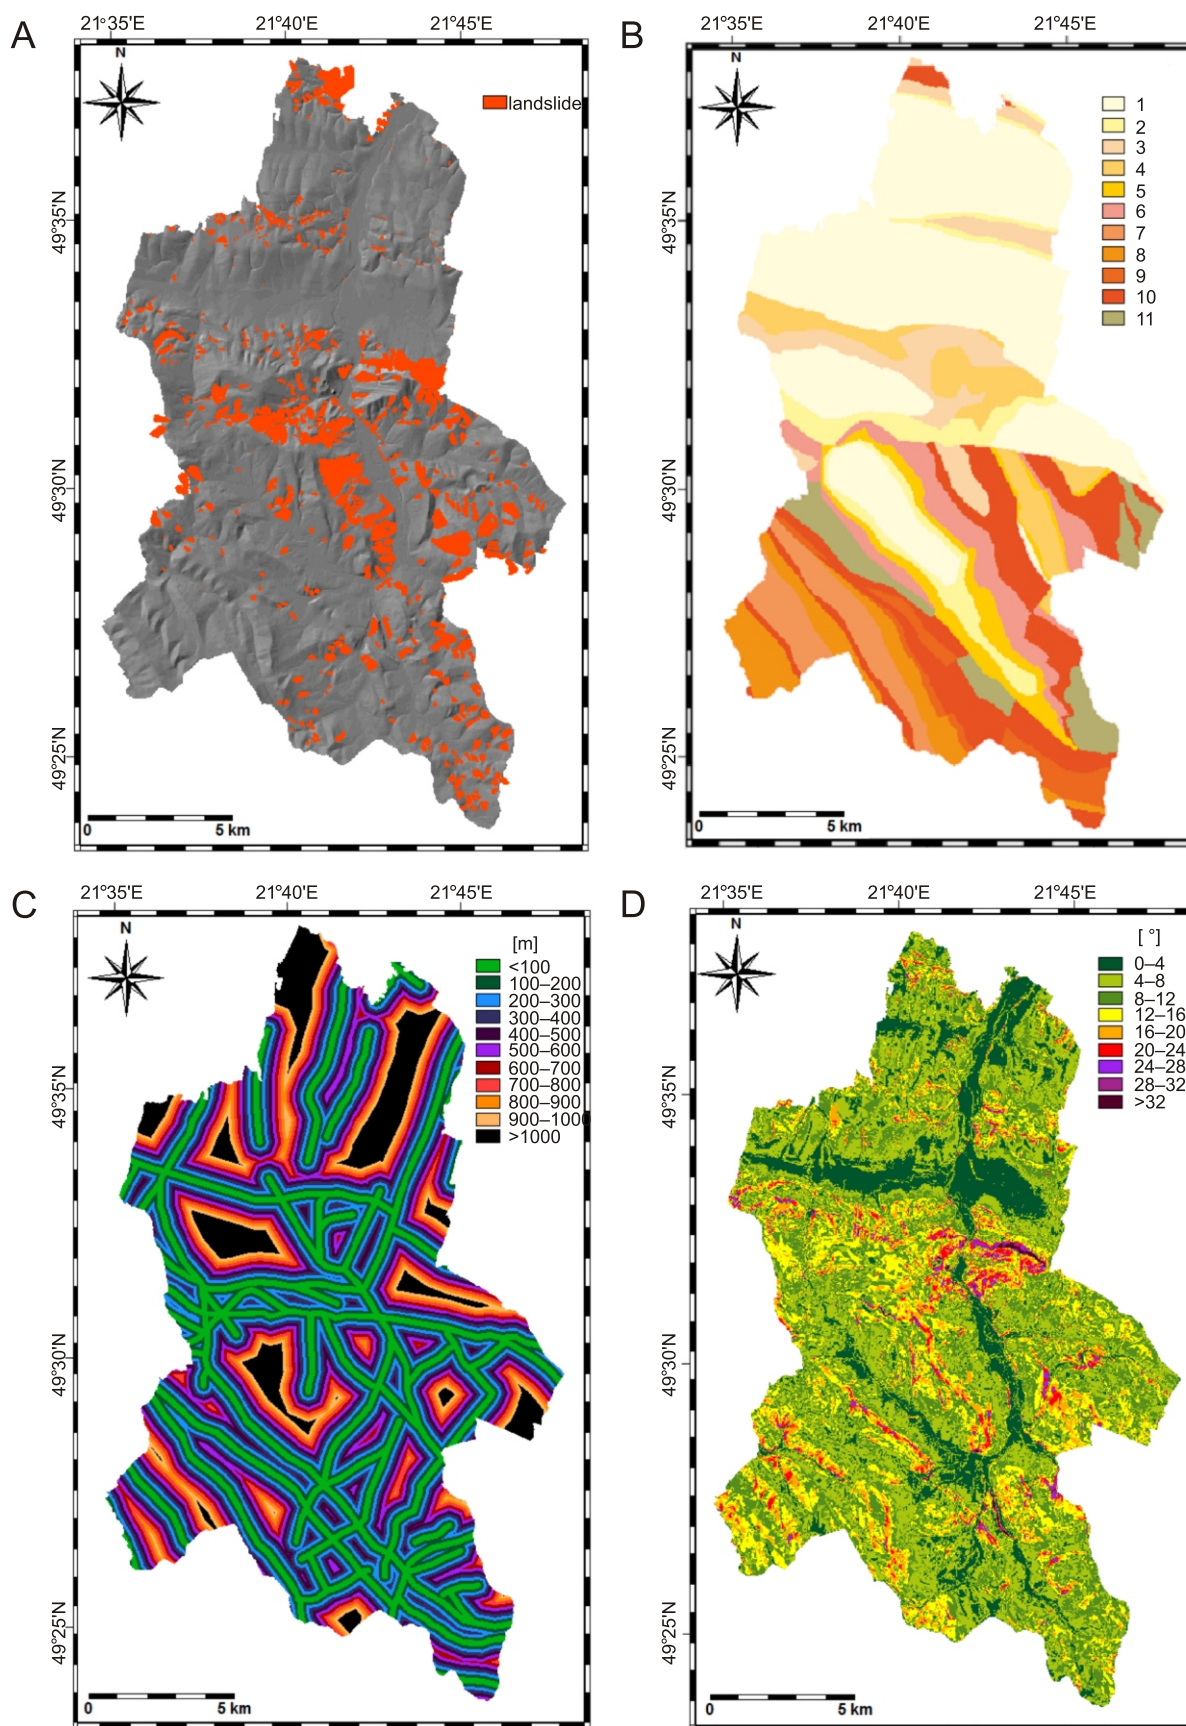 A
21°35'E 21°40'E 21°45'E
N
landslide
49°35'N
49°30'N
49°25'N
0 5 km
B
21°35'E 21°40'E 21°45'E
N
1
2
3
4
5
6
7
8
9
10
11
49°35'N
49°30'N
49°25'N
0 5 km
C
21°35'E 21°40'E 21°45'E
N
[m]
<100
100–200
200–300
300–400
400–500
500–600
600–700
700–800
800–900
900–1000
>1000
49°35'N
49°30'N
49°25'N
0 5 km
D
21°35'E 21°40'E 21°45'E
N
[ °]
0–4
4–8
8–12
12–16
16–20
20–24
24–28
28–32
>32
49°35'N
49°30'N
49°25'N
0 5 km